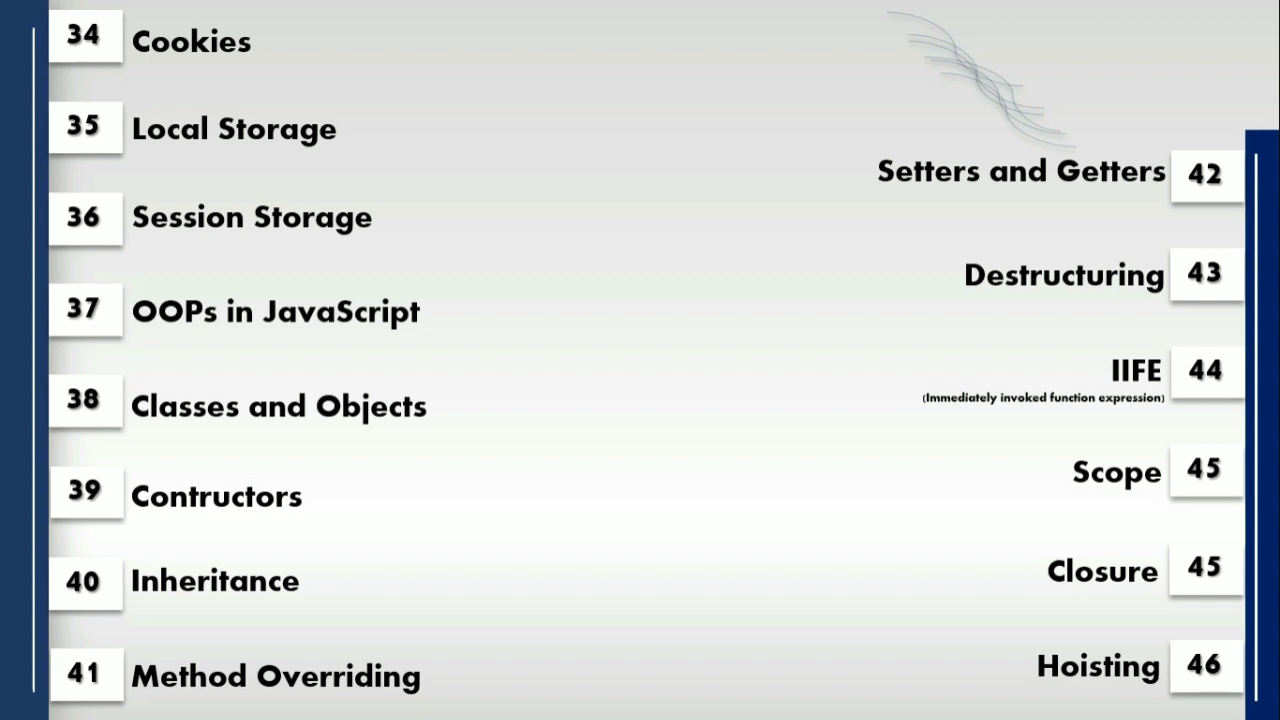 34 Cookies
35 Local Storage
36 Session Storage
37 OOPs in JavaScript
38 Classes and Objects
39 Contructors
40 Inheritance
41 Method Overriding
Setters and Getters 42
Destructuring 43
IIFE 44
(Immediately invoked function expression)
Scope 45
Closure 45
Hoisting 46